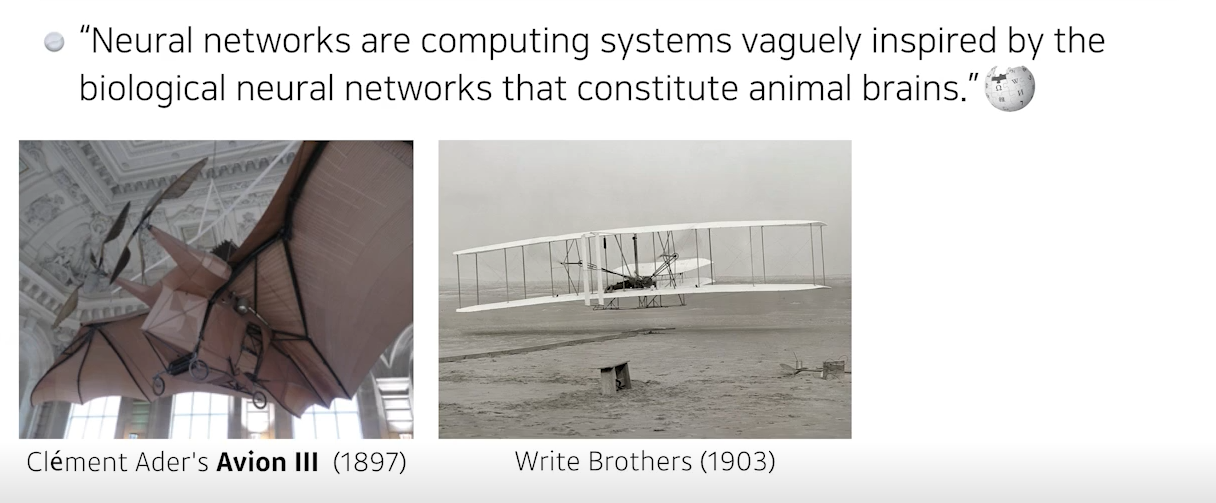 “Neural networks are computing systems vaguely inspired by the
biological neural networks that constitute animal brains.”
Clément Ader's Avion III (1897)
Write Brothers (1903)